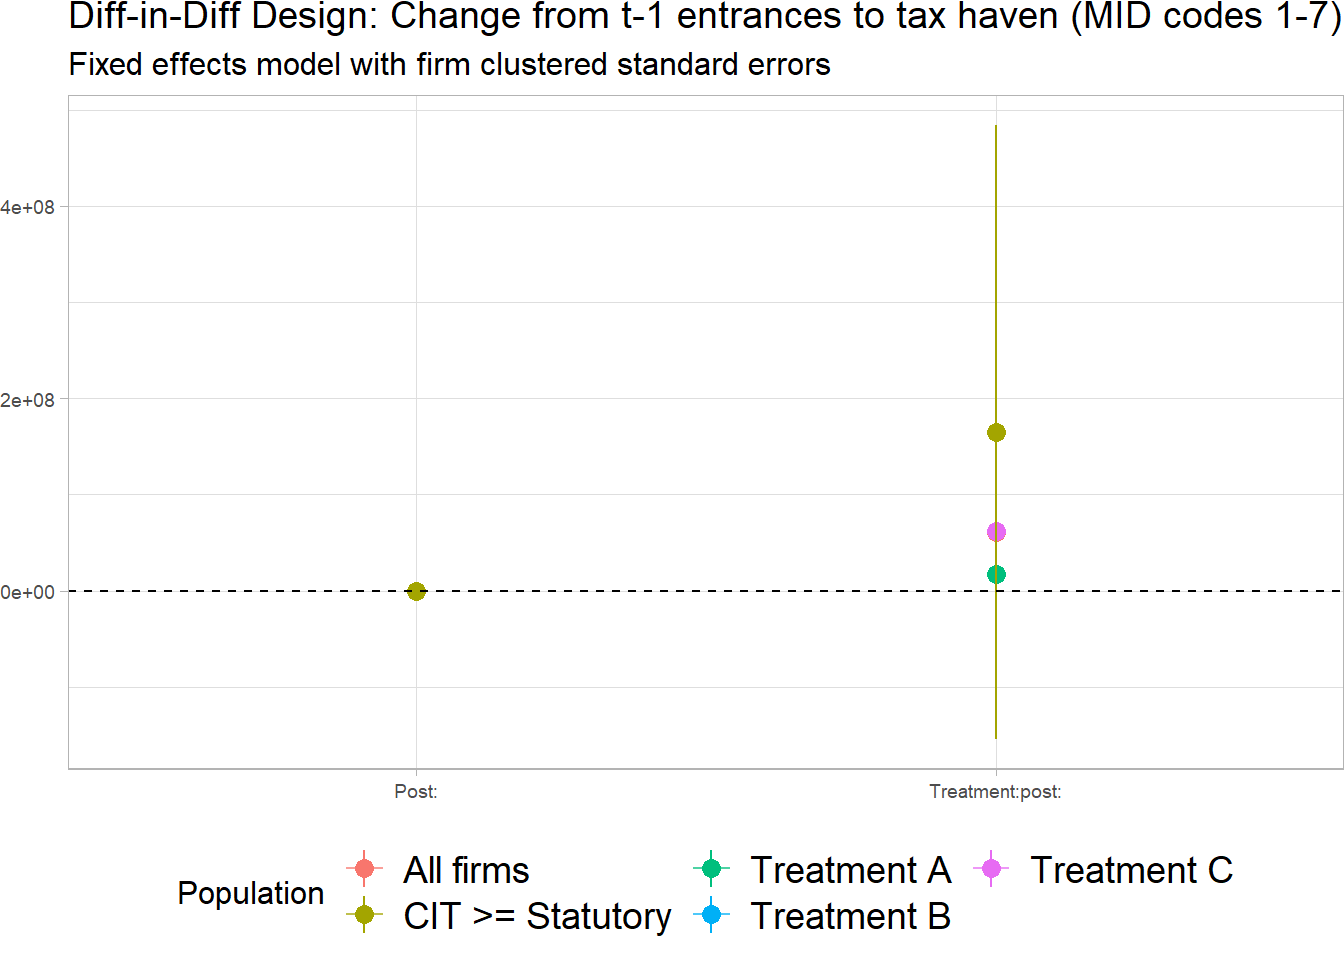 Diff-in-Diff Design: Change from t-1 entrances to tax haven (MID codes 1-7)
Fixed effects model with firm clustered standard errors
4e+08
2e+08
0e+00
Post:
Treatment:post:
Population
All firms
CIT >= Statutory
Treatment A
Treatment B
Treatment C